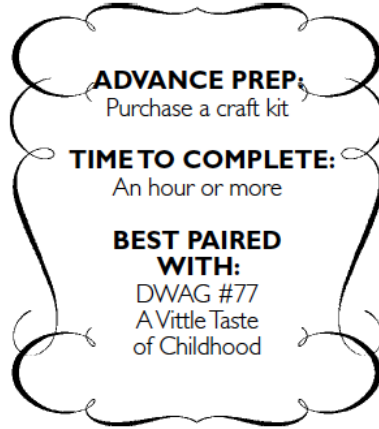 ADVANCE PREP:
Purchase a craft kit
TIME TO COMPLETE:
An hour or more
BEST PAIRED
WITH:
DWAG #77
A Vittle Taste
of Childhood